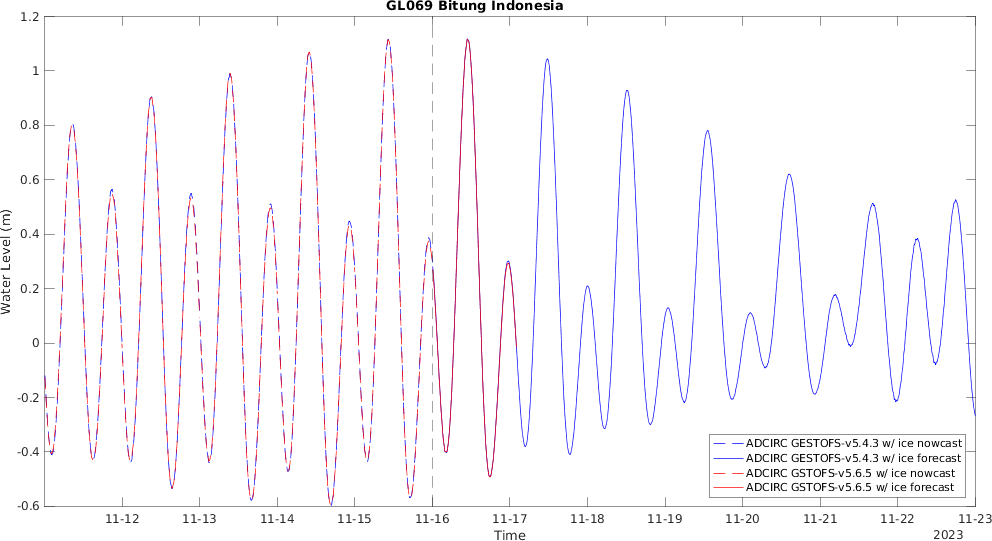 GL069 Bitung Indonesia
1.2
1
0.8
0.6
0.4
0.2
0
-0.2
-0.4
-0.6
Water Level (m)
ADCIRC GESTOFS-v5.4.3 w/ ice nowcast
ADCIRC GESTOFS-v5.4.3 w/ ice forecast
ADCIRC GSTOFS-v5.6.5 w/ ice nowcast
ADCIRC GSTOFS-v5.6.5 w/ ice forecast
11-12 11-13 11-14 11-15 11-16 11-17 11-18 11-19 11-20 11-21 11-22 11-23
Time
2023